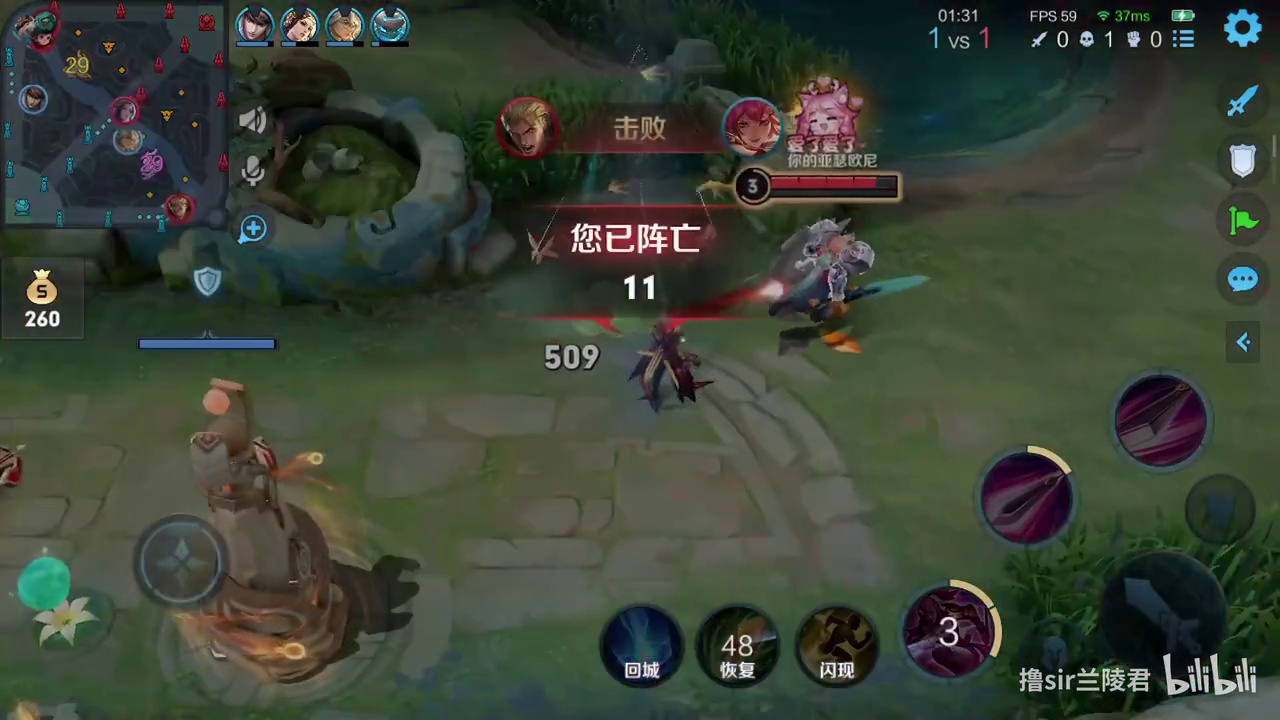 29
29
01:31
FPS 59
37ms
1 VS 1
0
1
0
击败
爱了爱了
你的亚瑟欧尼
3
您已阵亡
11
S
260
509
3
48
回城
恢复
闪现
撸sir兰陵君
bilibili